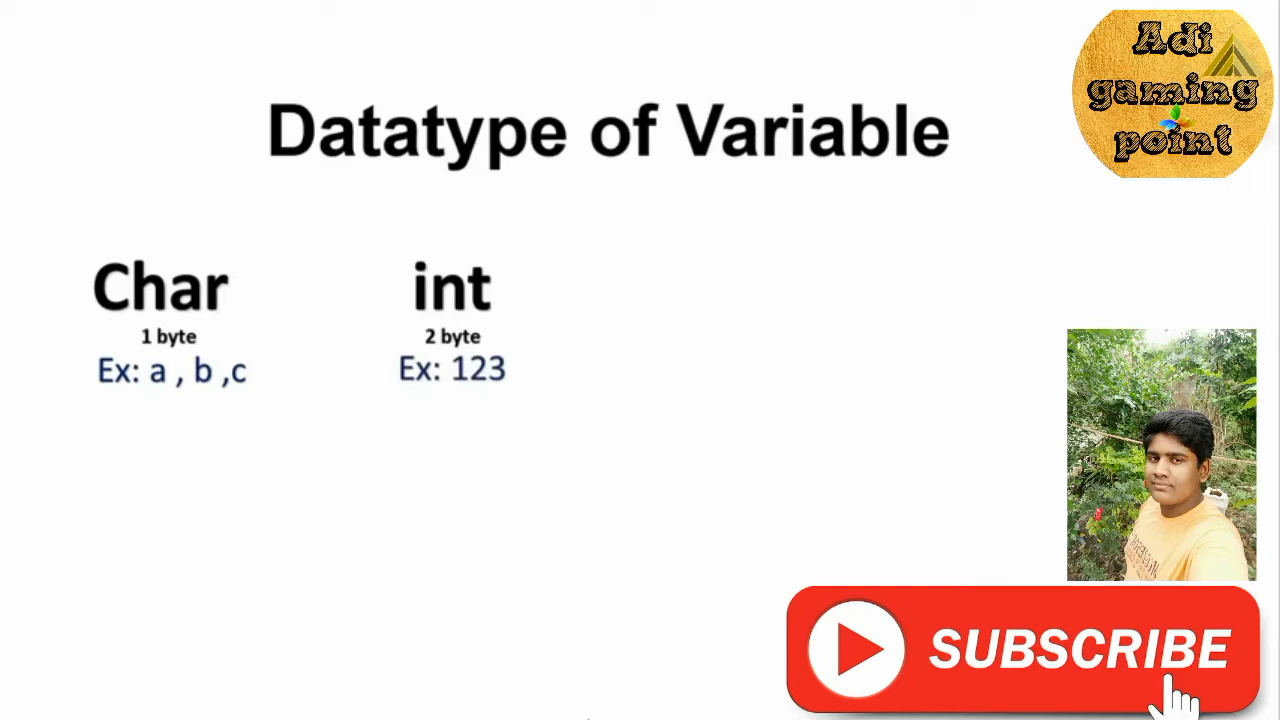 Adi
gaming
point
Datatype of Variable
Char
1 byte
Ex: a , b ,c
int
2 byte
Ex: 123
SUBSCRIBE